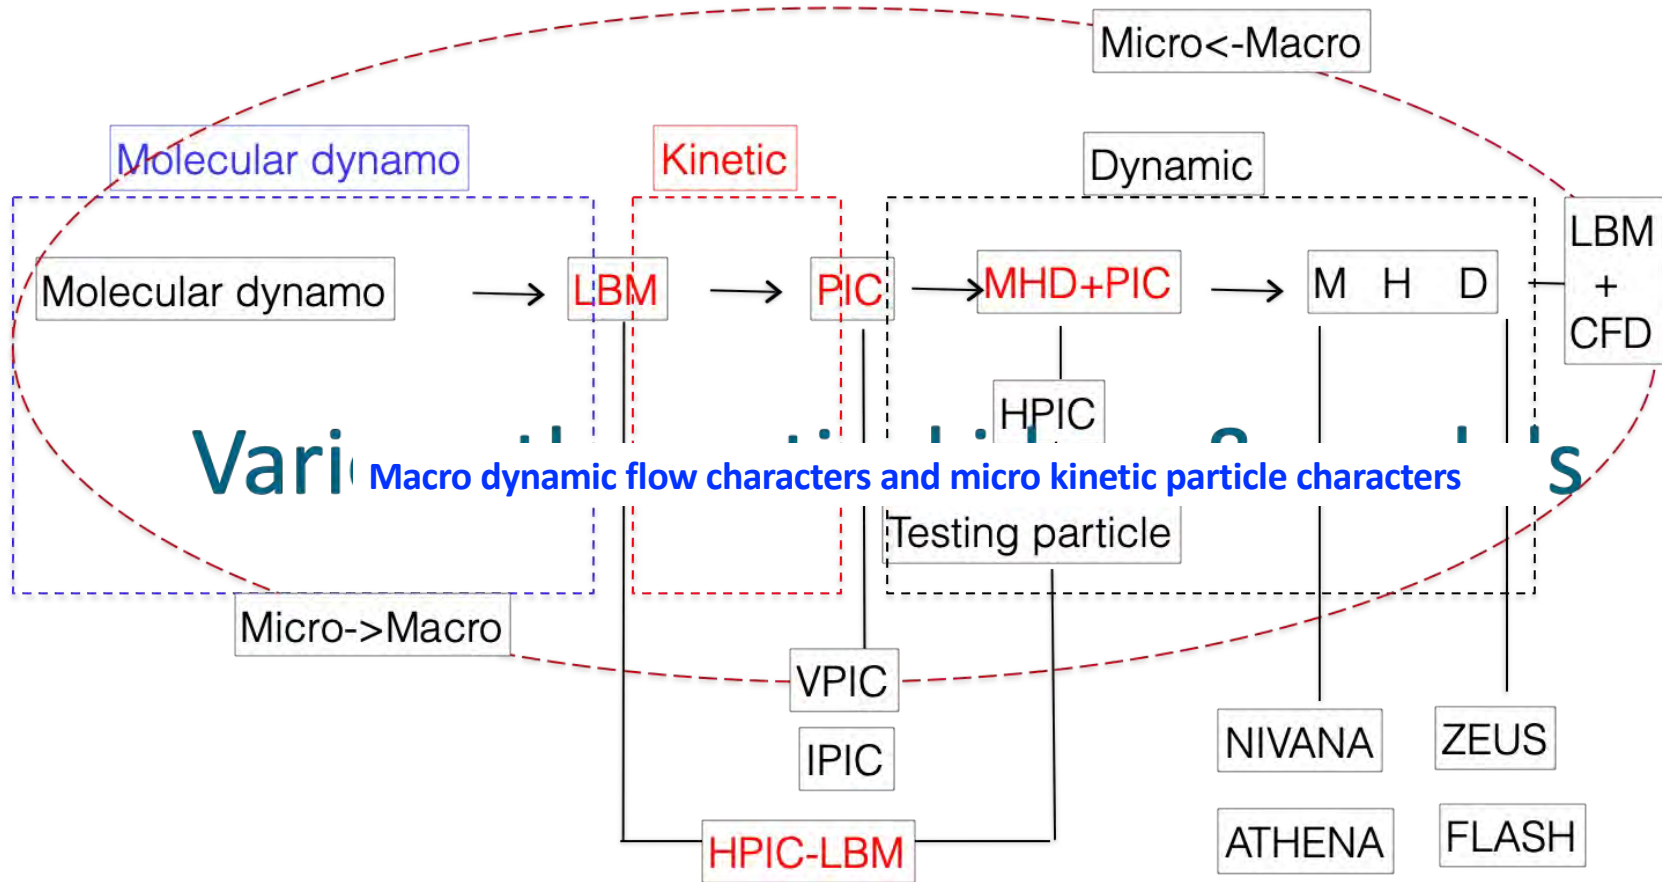 Micro<-Macro
Molecular dynamo
Kinetic
Dynamic
LBM
+
CFD
Molecular dynamo
LBM
PIC
MHD+PIC
M H D
HPIC
Macro dynamic flow characters and micro kinetic particle characters
Testing particle
Micro->Macro
VPIC
NIVANA
ZEUS
IPIC
HPIC-LBM
ATHENA
FLASH